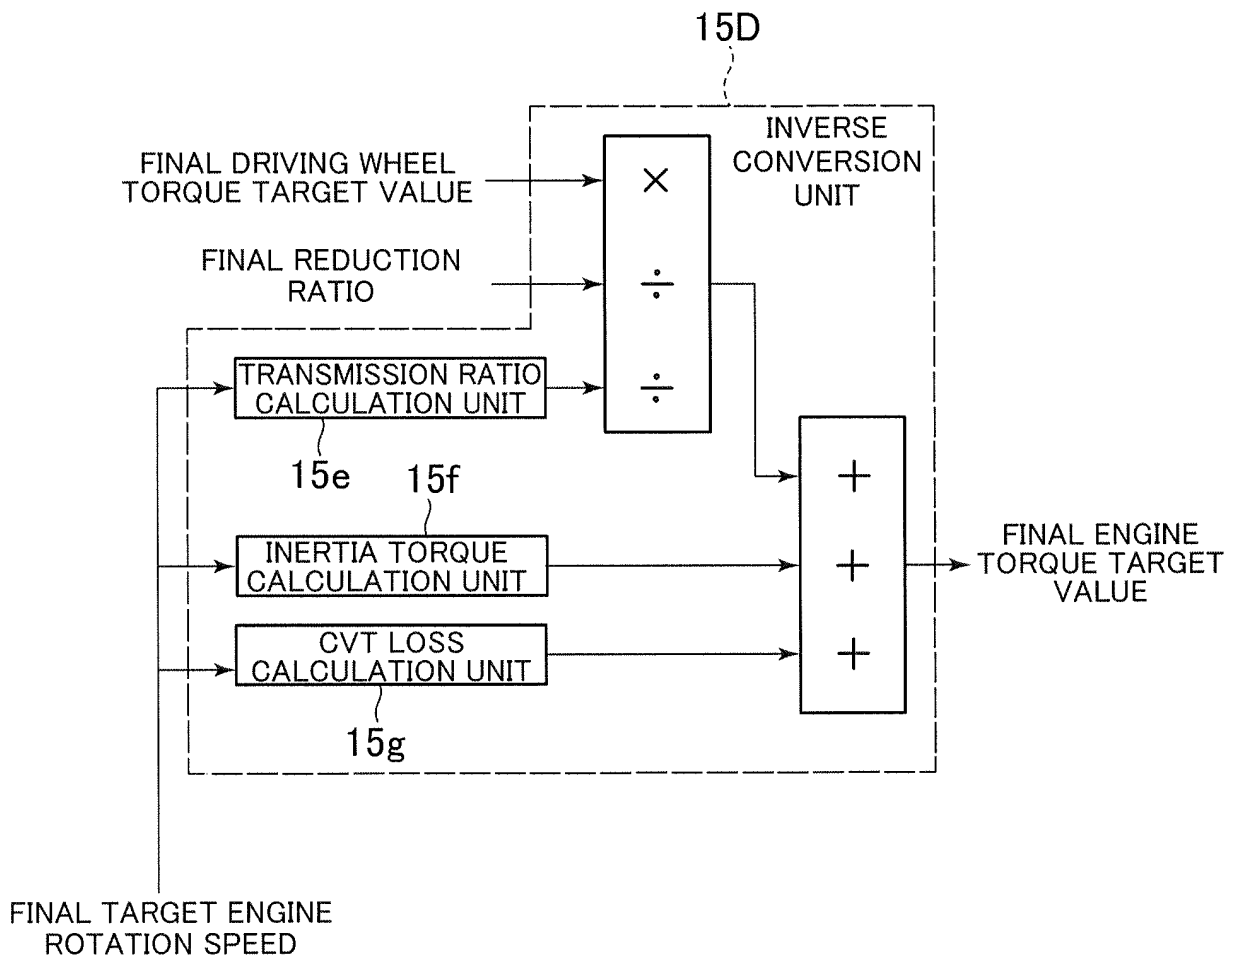 15D
INVERSE
CONVERSION
UNIT
FINAL DRIVING WHEEL
TORQUE TARGET VALUE
×
FINAL REDUCTION
RATIO
÷
TRANSMISSION RATIO
CALCULATION UNIT
÷
15e
15f
+
INERTIA TORQUE
CALCULATION UNIT
+
FINAL ENGINE
TORQUE TARGET
VALUE
CVT LOSS
CALCULATION UNIT
+
15g
FINAL TARGET ENGINE
ROTATION SPEED